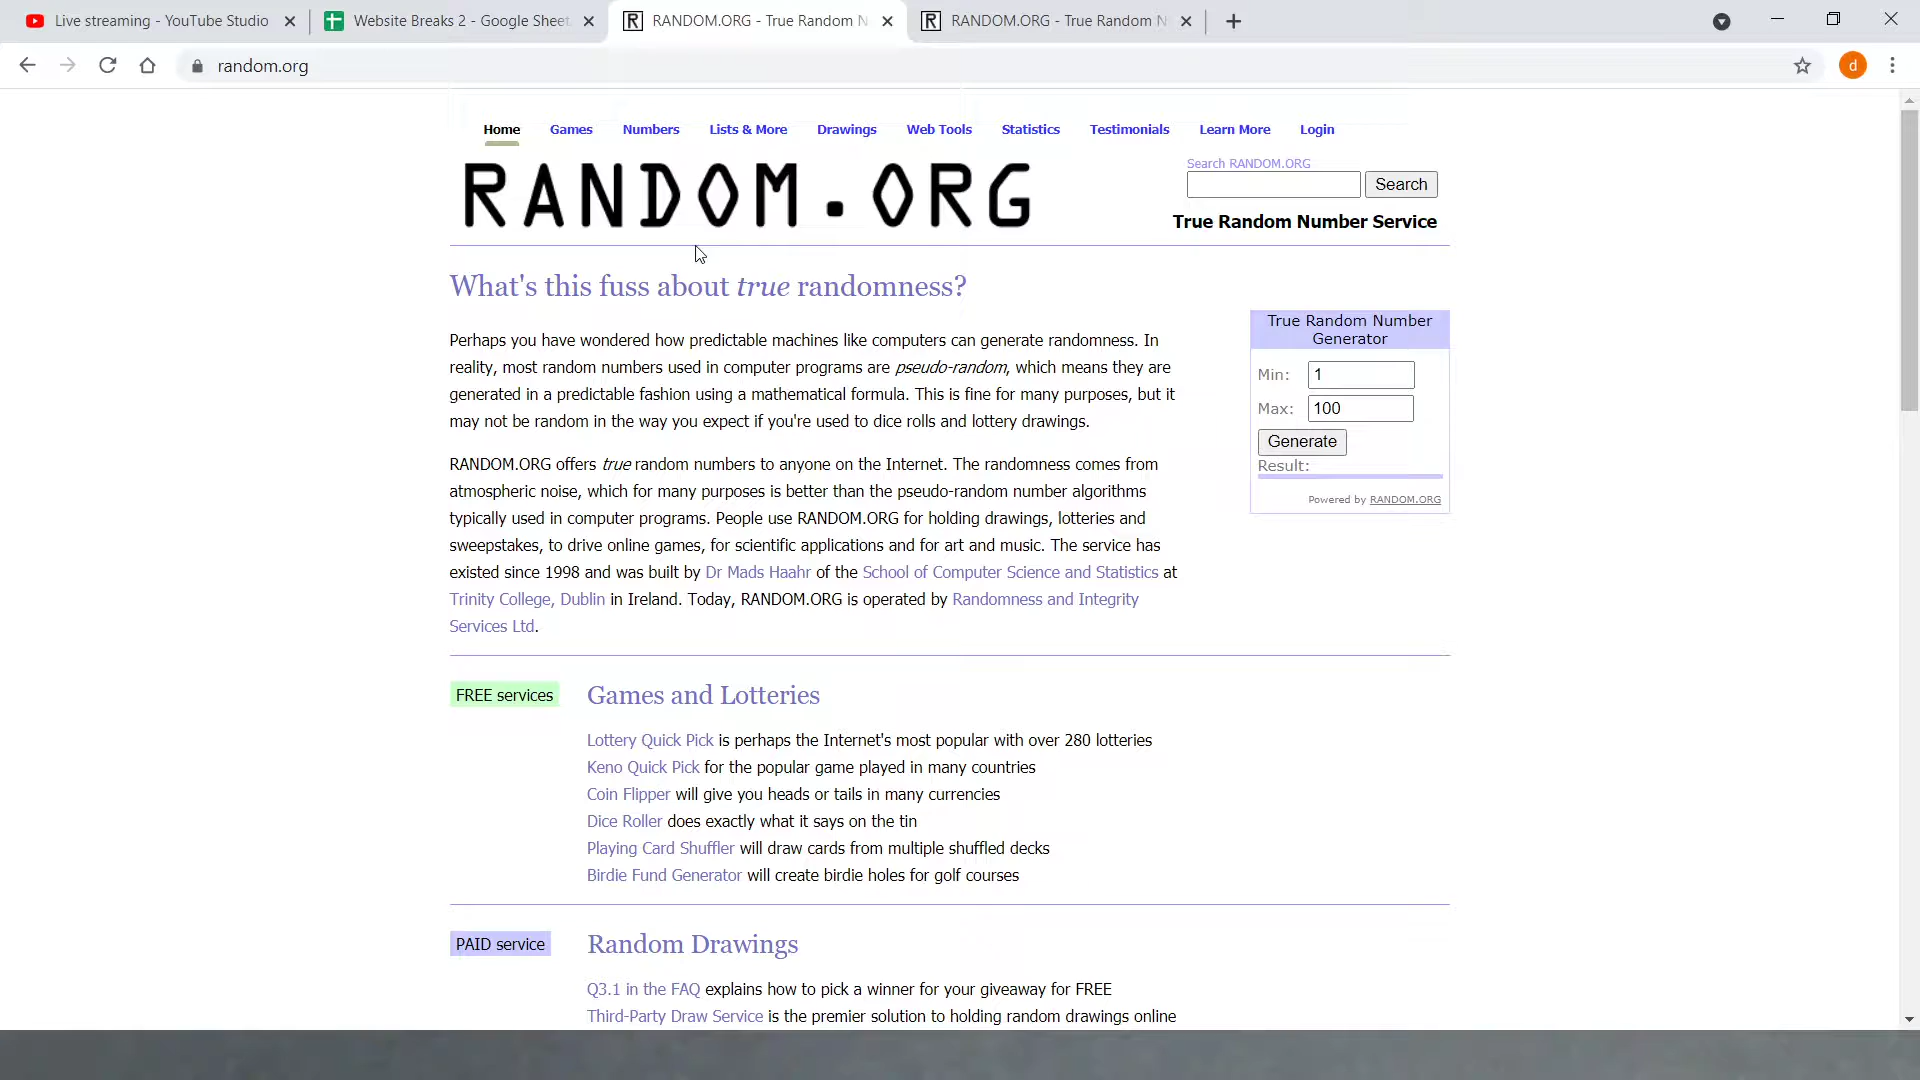 Live streaming - YouTube Studio
Website Breaks 2 - Google Sheet
RANDOM.ORG - True Random N
RANDOM.ORG - True Random N
random.org
d
Home Games Numbers Lists & More Drawings Web Tools Statistics Testimonials Learn More Login
RANDOM.ORG
Search RANDOM.ORG
Search
True Random Number Service
What's this fuss about true randomness?
Perhaps you have wondered how predictable machines like computers can generate randomness. In
reality, most random numbers used in computer programs are pseudo-random, which means they are
generated in a predictable fashion using a mathematical formula. This is fine for many purposes, but it
may not be random in the way you expect if you're used to dice rolls and lottery drawings.
RANDOM.ORG offers true random numbers to anyone on the Internet. The randomness comes from
atmospheric noise, which for many purposes is better than the pseudo-random number algorithms
typically used in computer programs. People use RANDOM.ORG for holding drawings, lotteries and
sweepstakes, to drive online games, for scientific applications and for art and music. The service has
existed since 1998 and was built by Dr Mads Haahr of the School of Computer Science and Statistics at
Trinity College, Dublin in Ireland. Today, RANDOM.ORG is operated by Randomness and Integrity
Services Ltd.
True Random Number
Generator
Min: 1
Max: 100
Generate
Result:
Powered by RANDOM.ORG
FREE services
Games and Lotteries
Lottery Quick Pick is perhaps the Internet's most popular with over 280 lotteries
Keno Quick Pick for the popular game played in many countries
Coin Flipper will give you heads or tails in many currencies
Dice Roller does exactly what it says on the tin
Playing Card Shuffler will draw cards from multiple shuffled decks
Birdie Fund Generator will create birdie holes for golf courses
PAID service
Random Drawings
Q3.1 in the FAQ explains how to pick a winner for your giveaway for FREE
Third-Party Draw Service is the premier solution to holding random drawings online